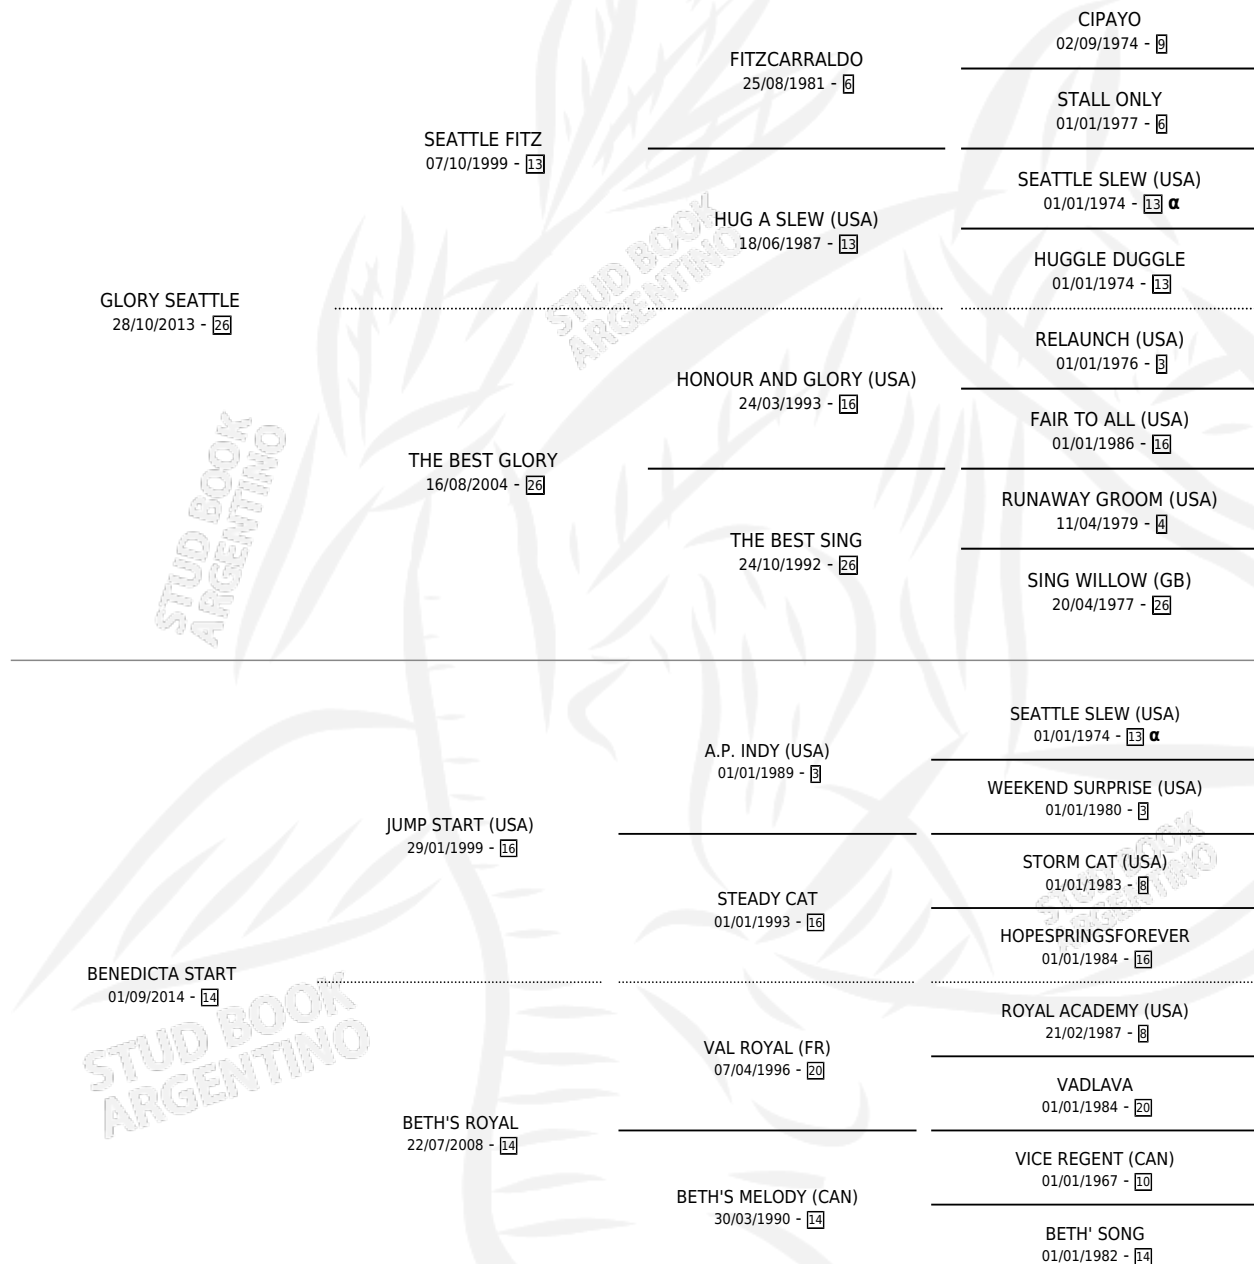 CIPAYO
02/09/1974 - 9
FITZCARRALDO
25/08/1981 - 6
STALL ONLY
01/01/1977 - 6
SEATTLE FITZ
07/10/1999 - 13
SEATTLE SLEW (USA)
01/01/1974 - 13 α
HUG A SLEW (USA)
18/06/1987 - 13
HUGGLE DUGGLE
01/01/1974 - 13
GLORY SEATTLE
28/10/2013 - 26
RELAUNCH (USA)
01/01/1976 - 3
HONOUR AND GLORY (USA)
24/03/1993 - 16
FAIR TO ALL (USA)
01/01/1986 - 16
THE BEST GLORY
16/08/2004 - 26
RUNAWAY GROOM (USA)
11/04/1979 - 4
THE BEST SING
24/10/1992 - 26
SING WILLOW (GB)
20/04/1977 - 26
SEATTLE SLEW (USA)
01/01/1974 - 13 α
A.P. INDY (USA)
01/01/1989 - 3
WEEKEND SURPRISE (USA)
01/01/1980 - 3
JUMP START (USA)
29/01/1999 - 16
STORM CAT (USA)
01/01/1983 - 8
STEADY CAT
01/01/1993 - 16
HOPESPRINGSFOREVER
01/01/1984 - 16
BENEDICTA START
01/09/2014 - 14
ROYAL ACADEMY (USA)
21/02/1987 - 8
VAL ROYAL (FR)
07/04/1996 - 20
VADLAVA
01/01/1984 - 20
BETH'S ROYAL
22/07/2008 - 14
VICE REGENT (CAN)
01/01/1967 - 10
BETH'S MELODY (CAN)
30/03/1990 - 14
BETH' SONG
01/01/1982 - 14
STUD BOOK
ARGENTINO
STUD BOOK
ARGENTINO
STUD BOOK
ARGENTINO
STUD BOOK
ARGENTINO